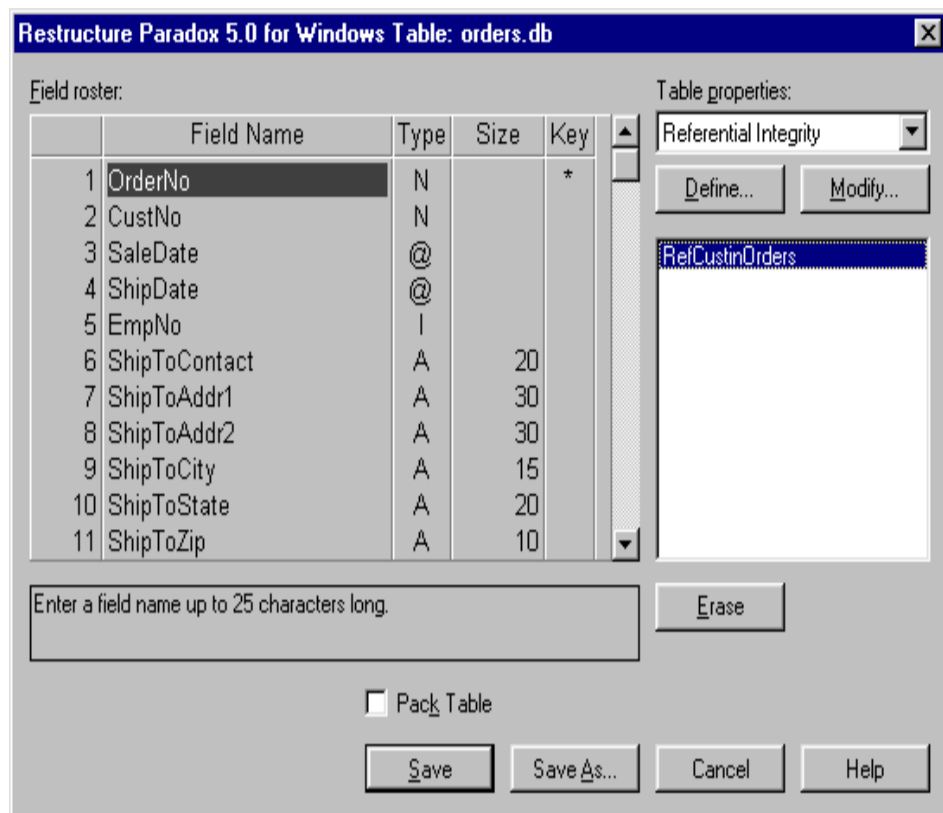 Restructure Paradox 5.0 for Windows Table: orders.db
Field roster:
Field Name Type Size Key
1 OrderNo N *
2 CustNo N
3 SaleDate @
4 ShipDate @
5 EmpNo I
6 ShipToContact A 20
7 ShipToAddr1 A 30
8 ShipToAddr2 A 30
9 ShipToCity A 15
10 ShipToState A 20
11 ShipToZip A 10
Enter a field name up to 25 characters long.
Table properties:
Referential Integrity
Define... Modify...
RefCustinOrders
Erase
Pack Table
Save Save As... Cancel Help